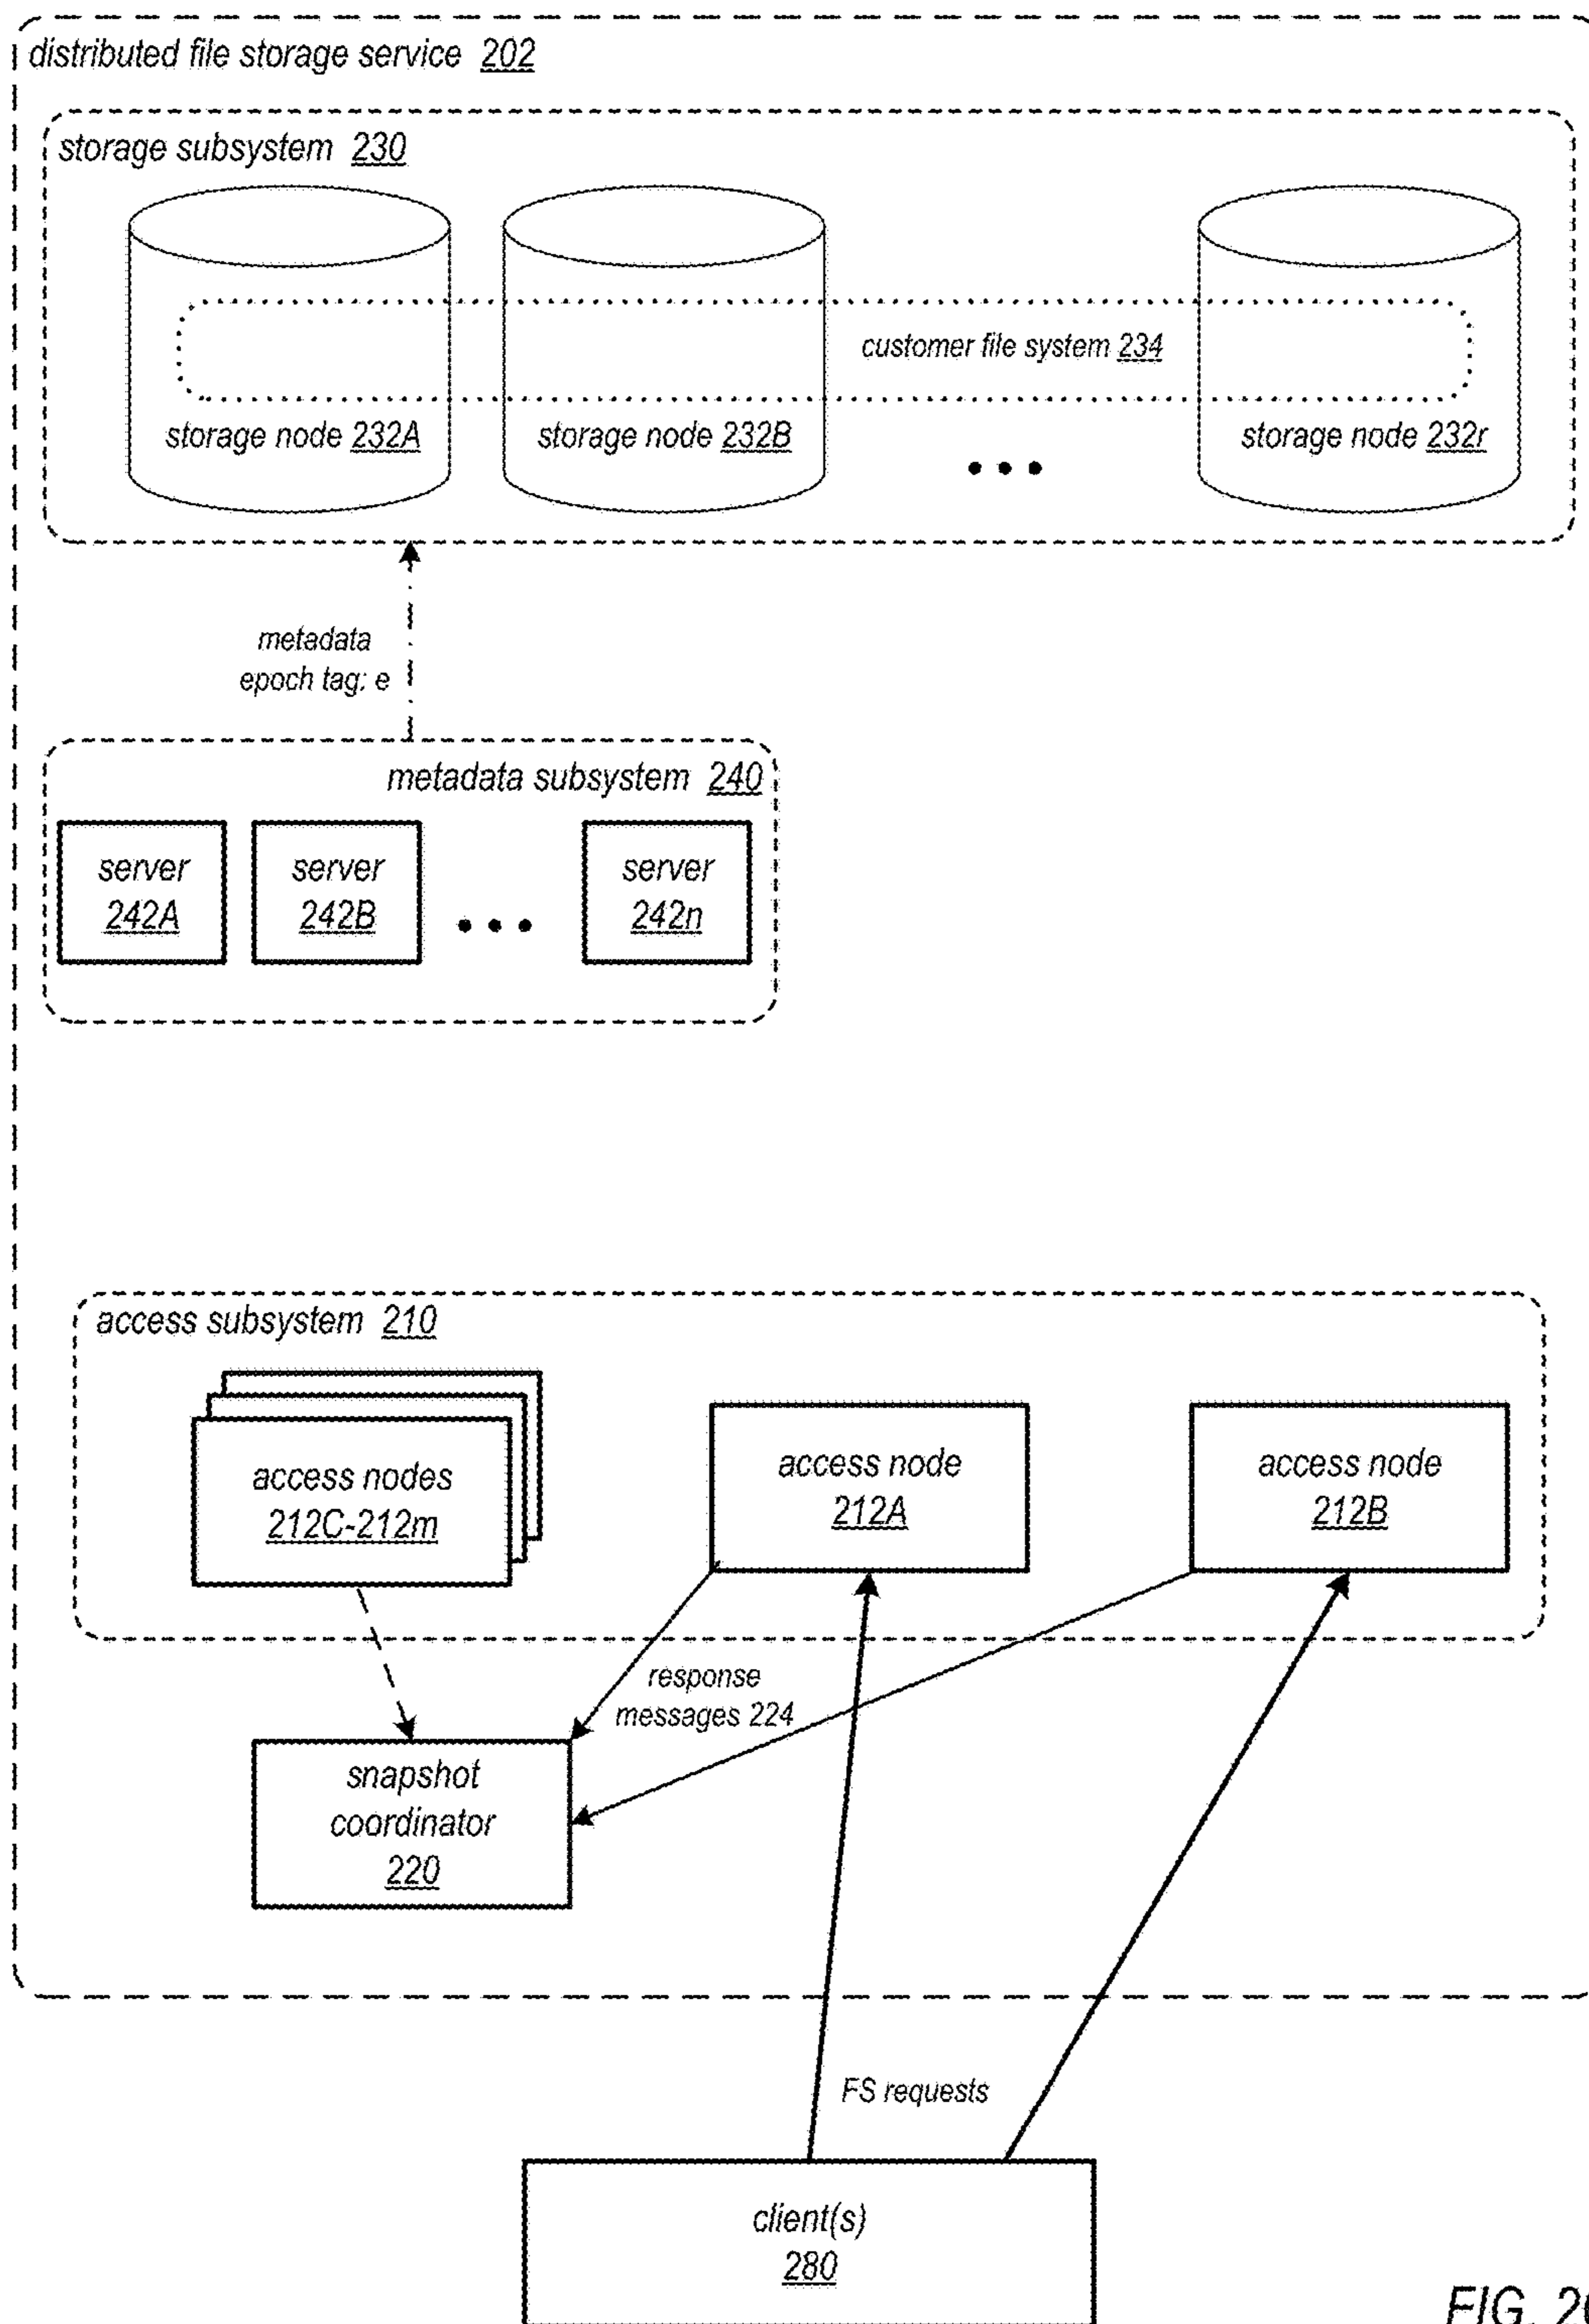 distributed file storage service 202
storage subsystem 230
customer file system 234
storage node 232A
storage node 232B
storage node 232r
metadata
epoch tag: e
metadata subsystem 240
server
242A
server
242B
server
242n
access subsystem 210
access nodes
212C-212m
access node
212A
access node
212B
response
messages 224
snapshot
coordinator
220
FS requests
client(s)
280
FIG.